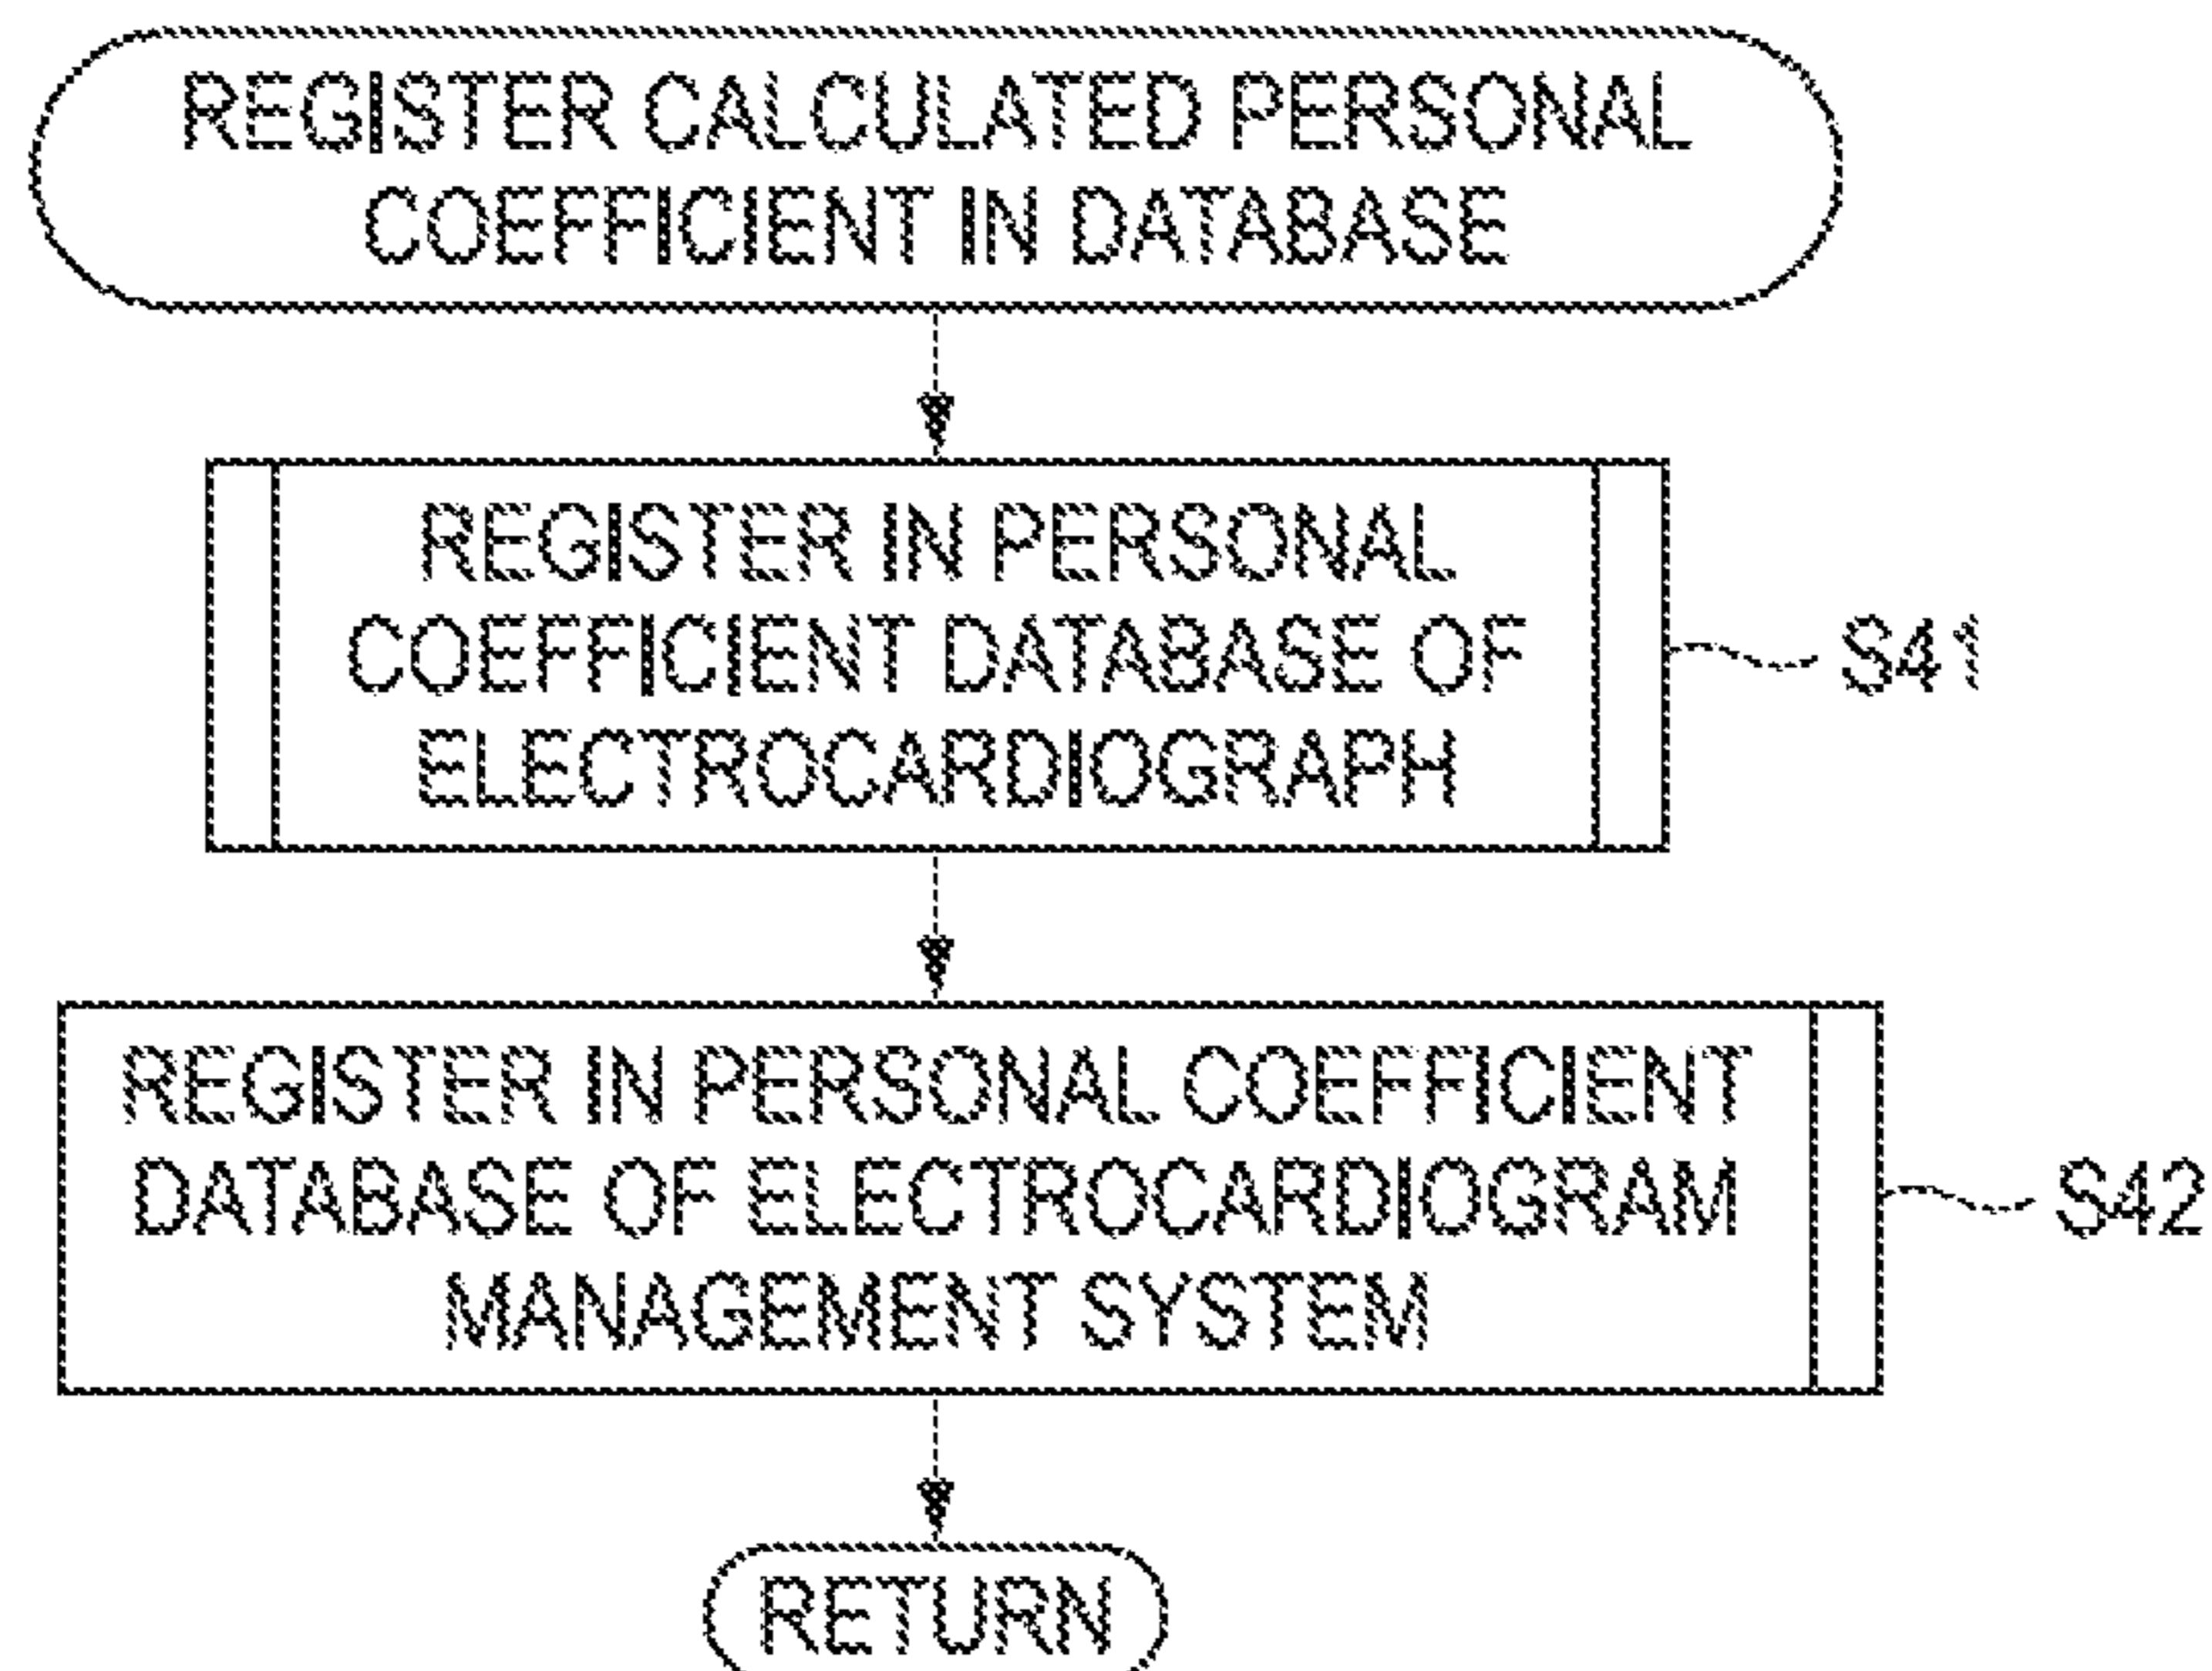 REGISTER CALCULATED PERSONAL
COEFFICIENT IN DATABASE
REGISTER IN PERSONAL
COEFFICIENT DATABASE OF
ELECTROCARDIOGRAPH
S41
REGISTER IN PERSONAL COEFFICIENT
DATABASE OF ELECTROCARDIOGRAM
MANAGEMENT SYSTEM
S42
RETURN